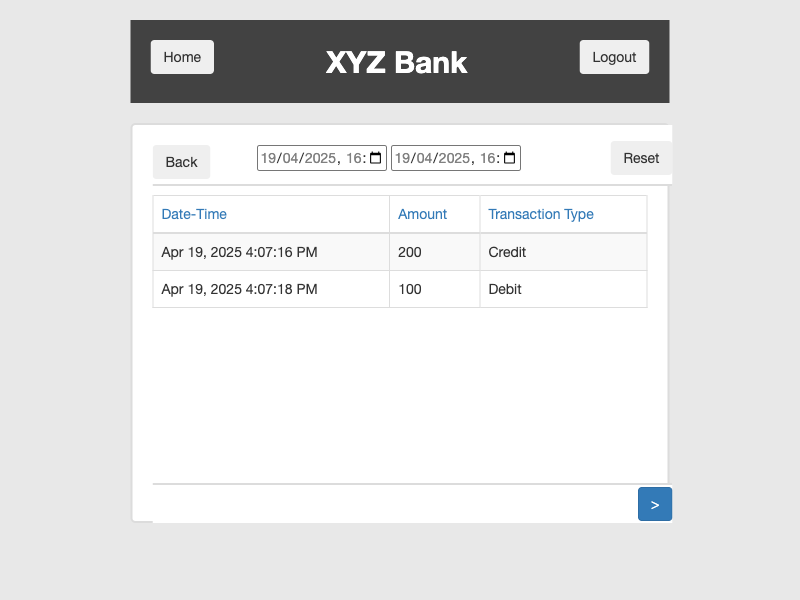 Home XYZ Bank Logout
Back 19/04/2025, 16: 19/04/2025, 16: Reset
Date-Time Amount Transaction Type
Apr 19, 2025 4:07:16 PM 200 Credit
Apr 19, 2025 4:07:18 PM 100 Debit
>